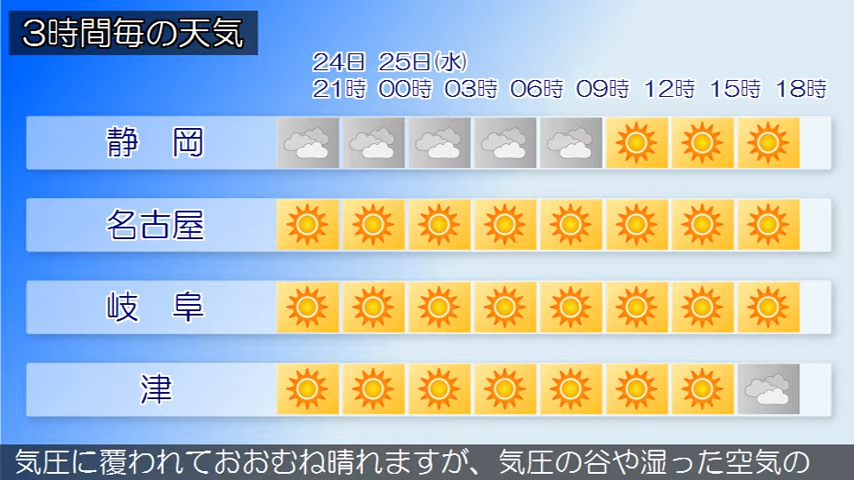 3時間毎の天気
24日 25日(水)
21時 00時 03時 06時 09時 12時 15時 18時
静 岡
名古屋
岐 阜
津
気圧に覆われておおむね晴れますが、気圧の谷や湿った空気の